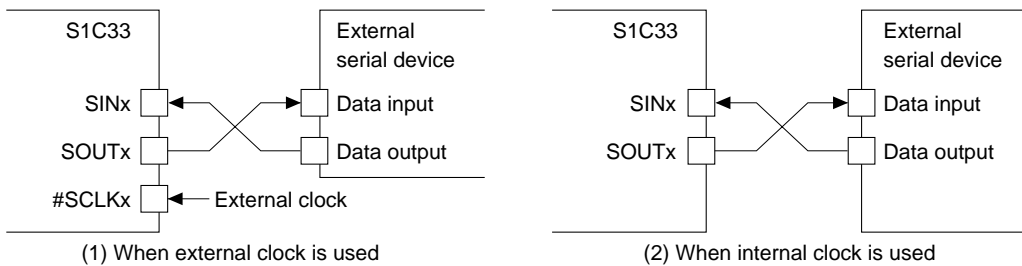 S1C33
External
serial device
SINx
Data input
SOUTx
Data output
#SCLKx
External clock
(1) When external clock is used
S1C33
External
serial device
SINx
Data input
SOUTx
Data output
(2) When internal clock is used